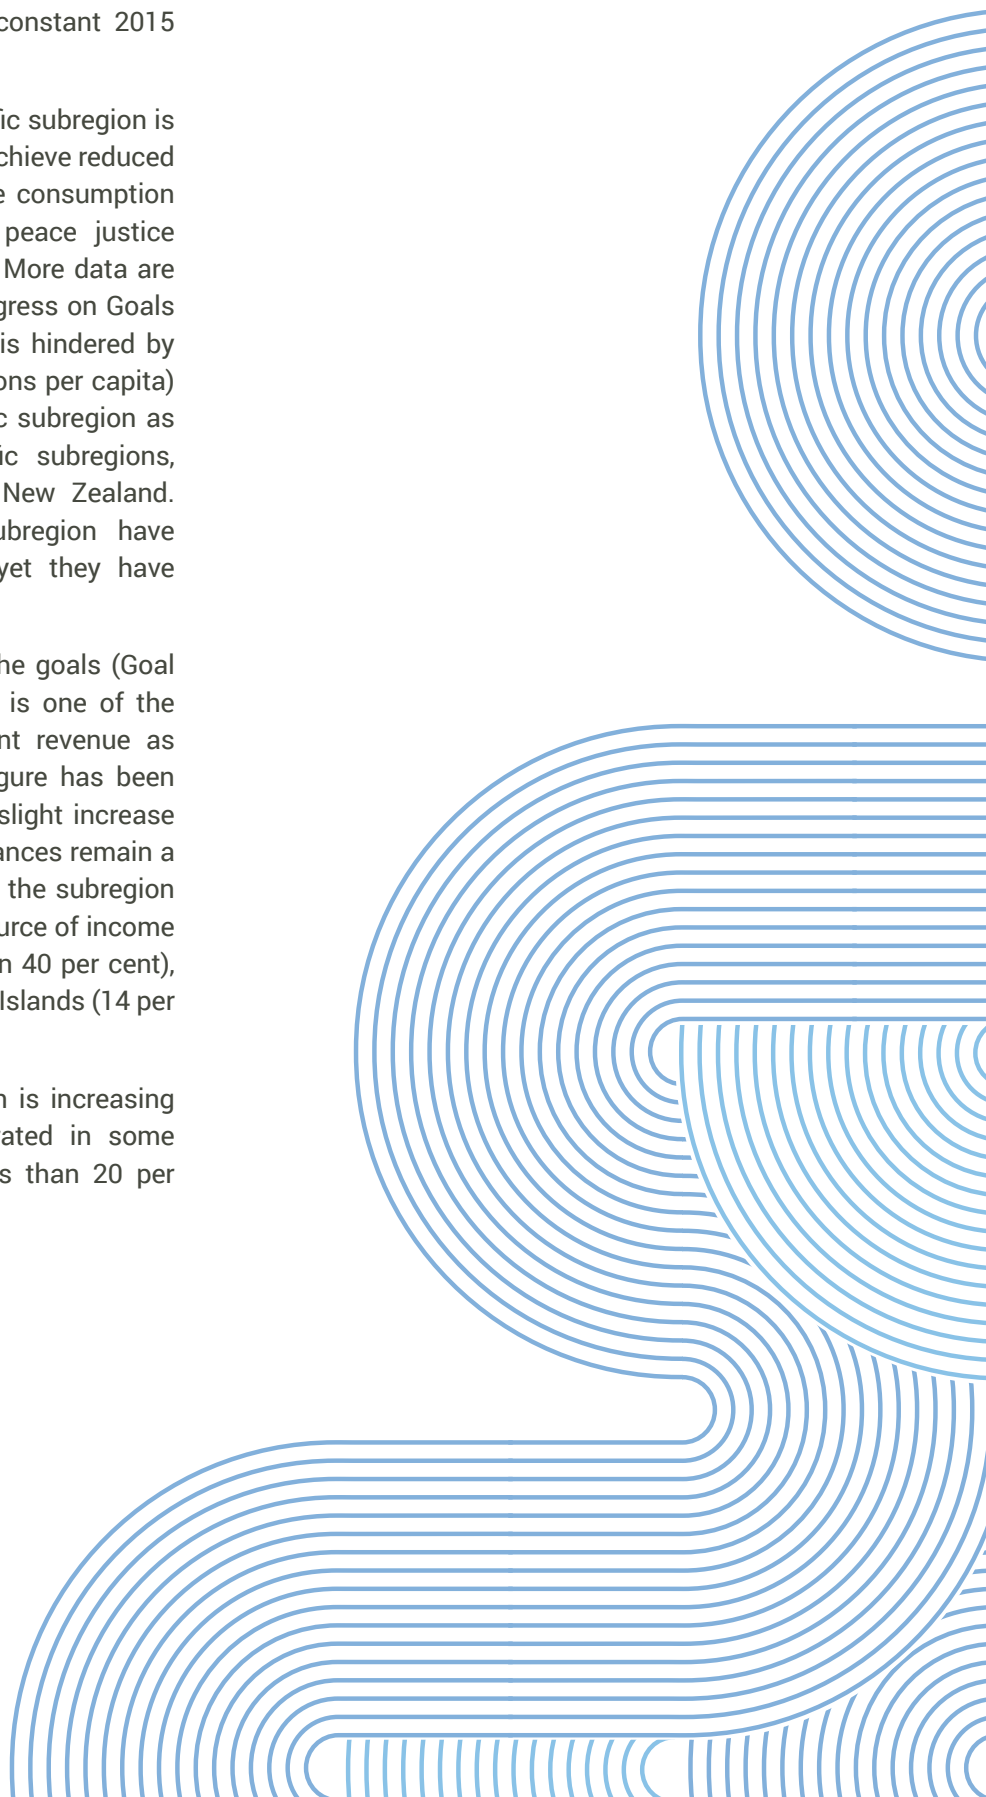 constant 2015
fic subregion is
chieve reduced
e consumption
peace justice
More data are
gress on Goals
is hindered by
ons per capita)
c subregion as
fic subregions,
New Zealand.
ubregion have
yet they have
he goals (Goal
is one of the
nt revenue as
gure has been
slight increase
ances remain a
the subregion
urce of income
n 40 per cent),
Islands (14 per
n is increasing
ated in some
s than 20 per